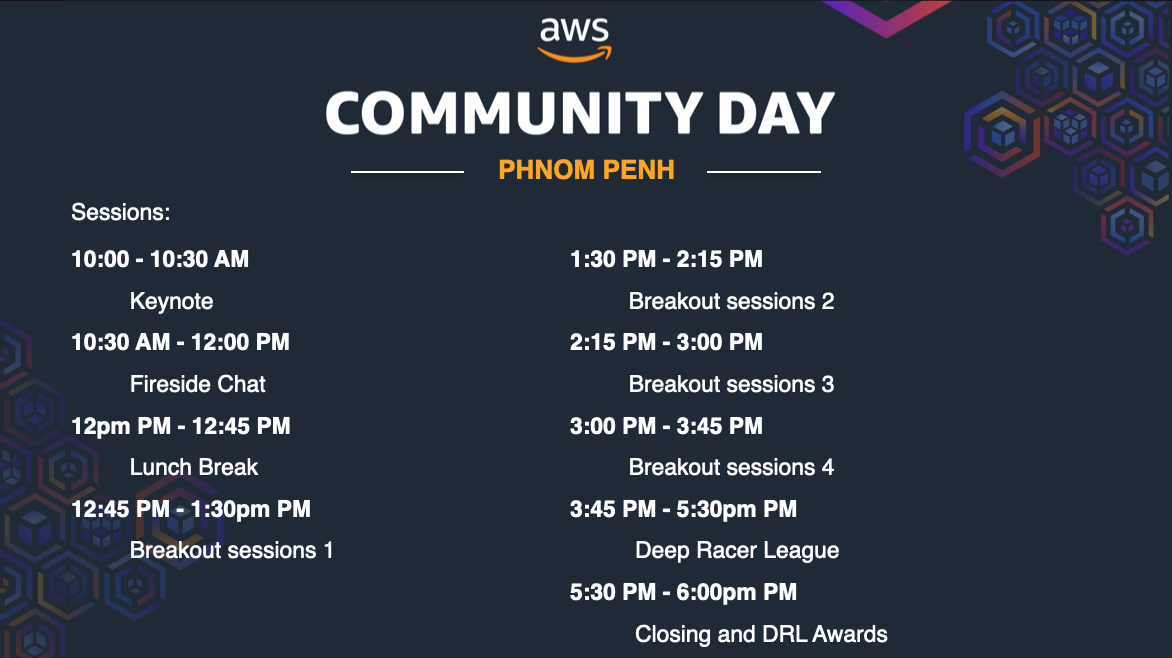 aws
COMMUNITY DAY
PHNOM PENH
Sessions:
10:00 - 10:30 AM
Keynote
10:30 AM - 12:00 PM
Fireside Chat
12pm PM - 12:45 PM
Lunch Break
12:45 PM - 1:30pm PM
Breakout sessions 1
1:30 PM - 2:15 PM
Breakout sessions 2
2:15 PM - 3:00 PM
Breakout sessions 3
3:00 PM - 3:45 PM
Breakout sessions 4
3:45 PM - 5:30pm PM
Deep Racer League
5:30 PM - 6:00pm PM
Closing and DRL Awards